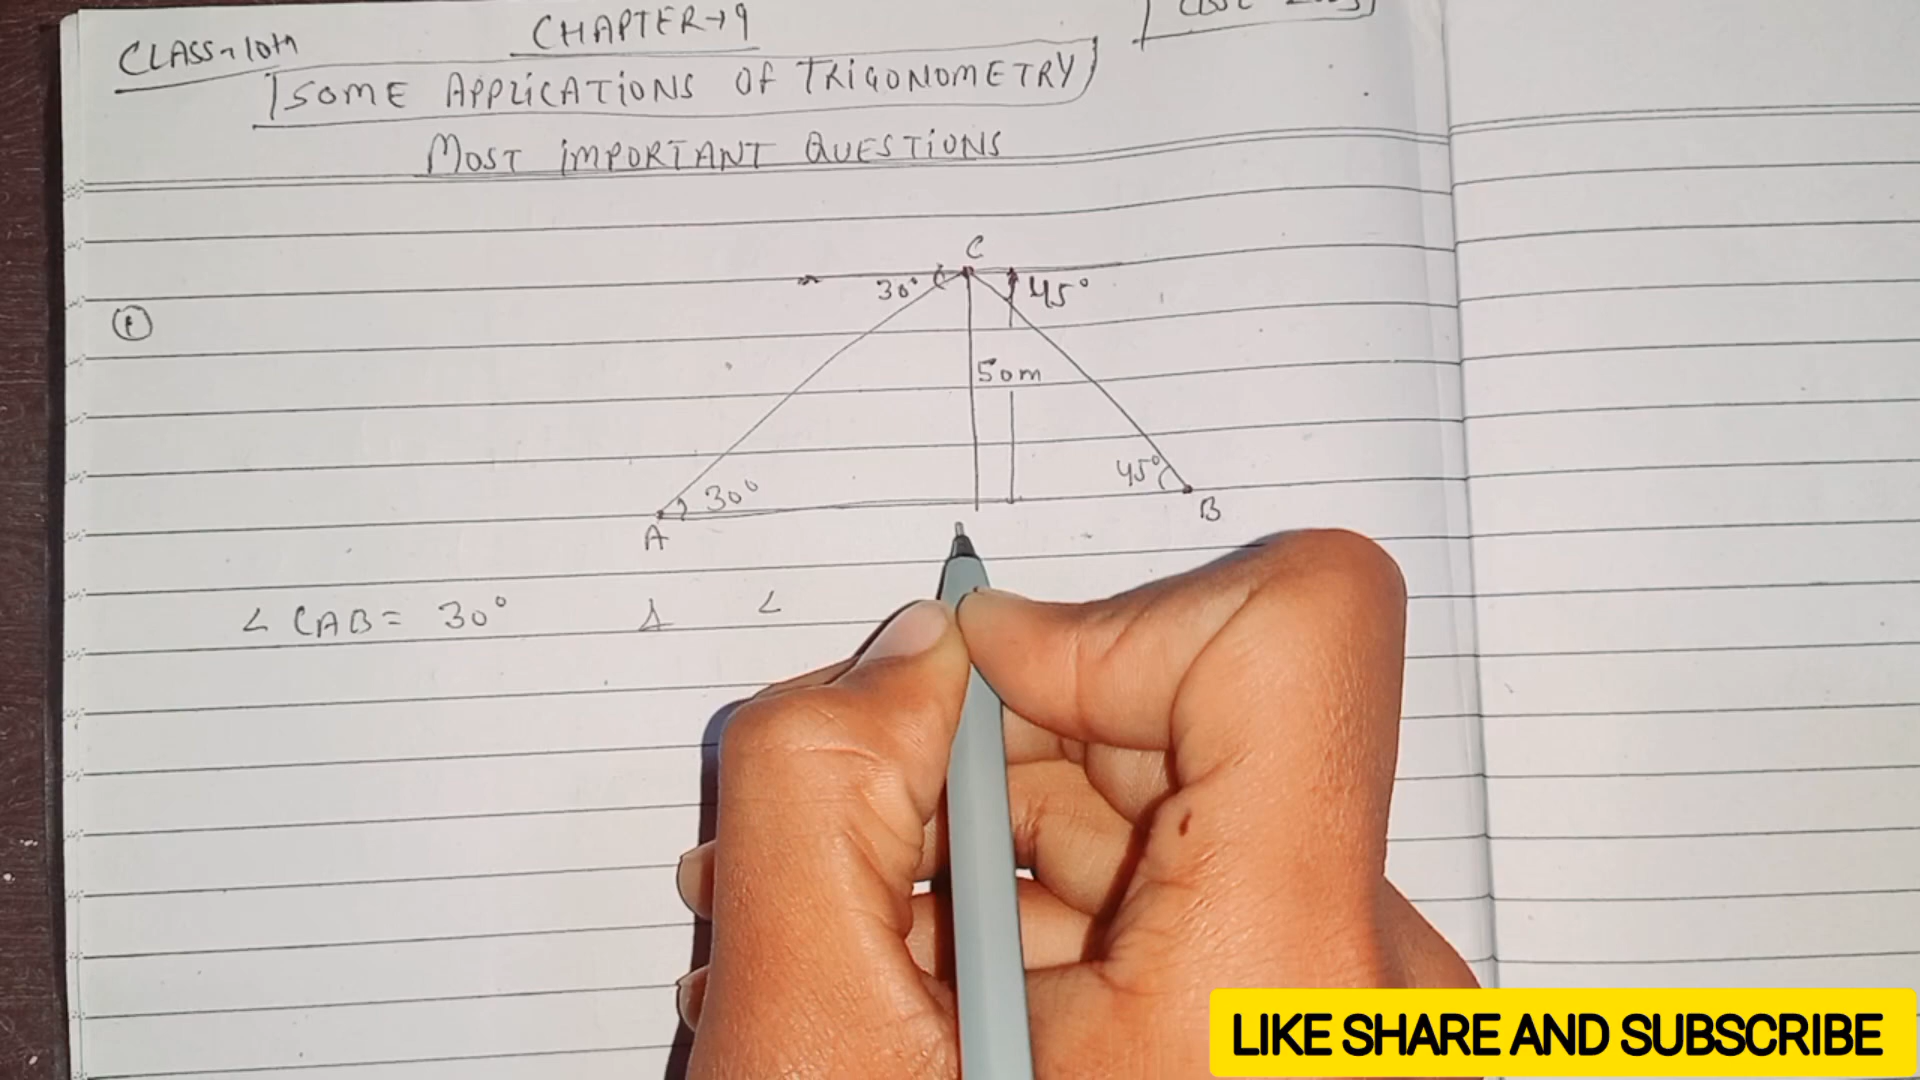 CLASS→10th
CHAPTER→9
SOME APPLICATIONS OF TRIGONOMETRY
MOST IMPORTANT QUESTIONS
①
C
30° 45°
50m
30° 45°
A B
∠ CAB = 30° ∆ ∠
LIKE SHARE AND SUBSCRIBE